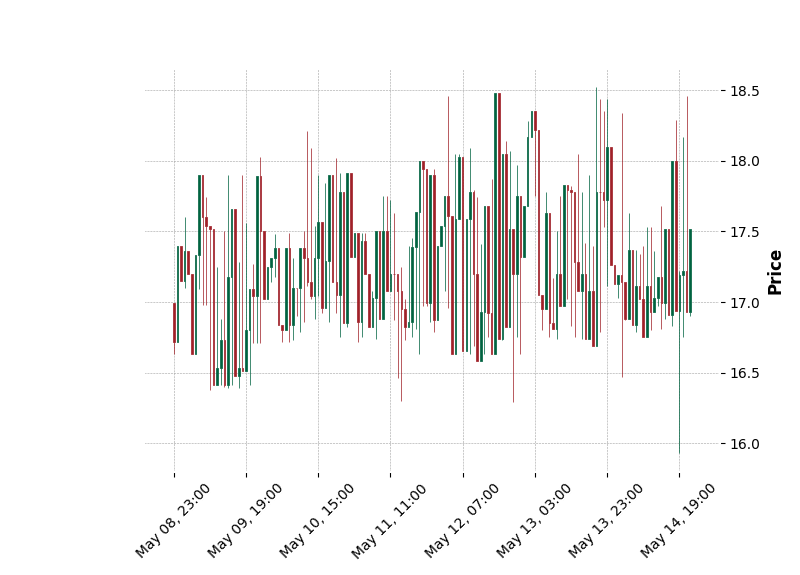 18.5
18.0
17.5
17.0
16.5
16.0
Price
May 08, 23:00
May 09, 19:00
May 10, 15:00
May 11, 11:00
May 12, 07:00
May 13, 03:00
May 13, 23:00
May 14, 19:00